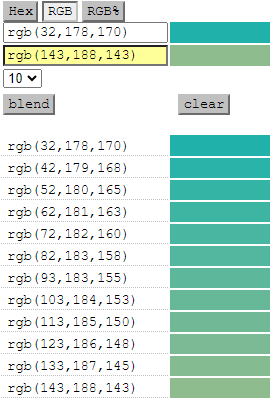 Hex RGB RGB%
rgb(32,178,170)
rgb(143,188,143)
10
blend clear
rgb(32,178,170)
rgb(42,179,168)
rgb(52,180,165)
rgb(62,181,163)
rgb(72,182,160)
rgb(82,183,158)
rgb(93,183,155)
rgb(103,184,153)
rgb(113,185,150)
rgb(123,186,148)
rgb(133,187,145)
rgb(143,188,143)